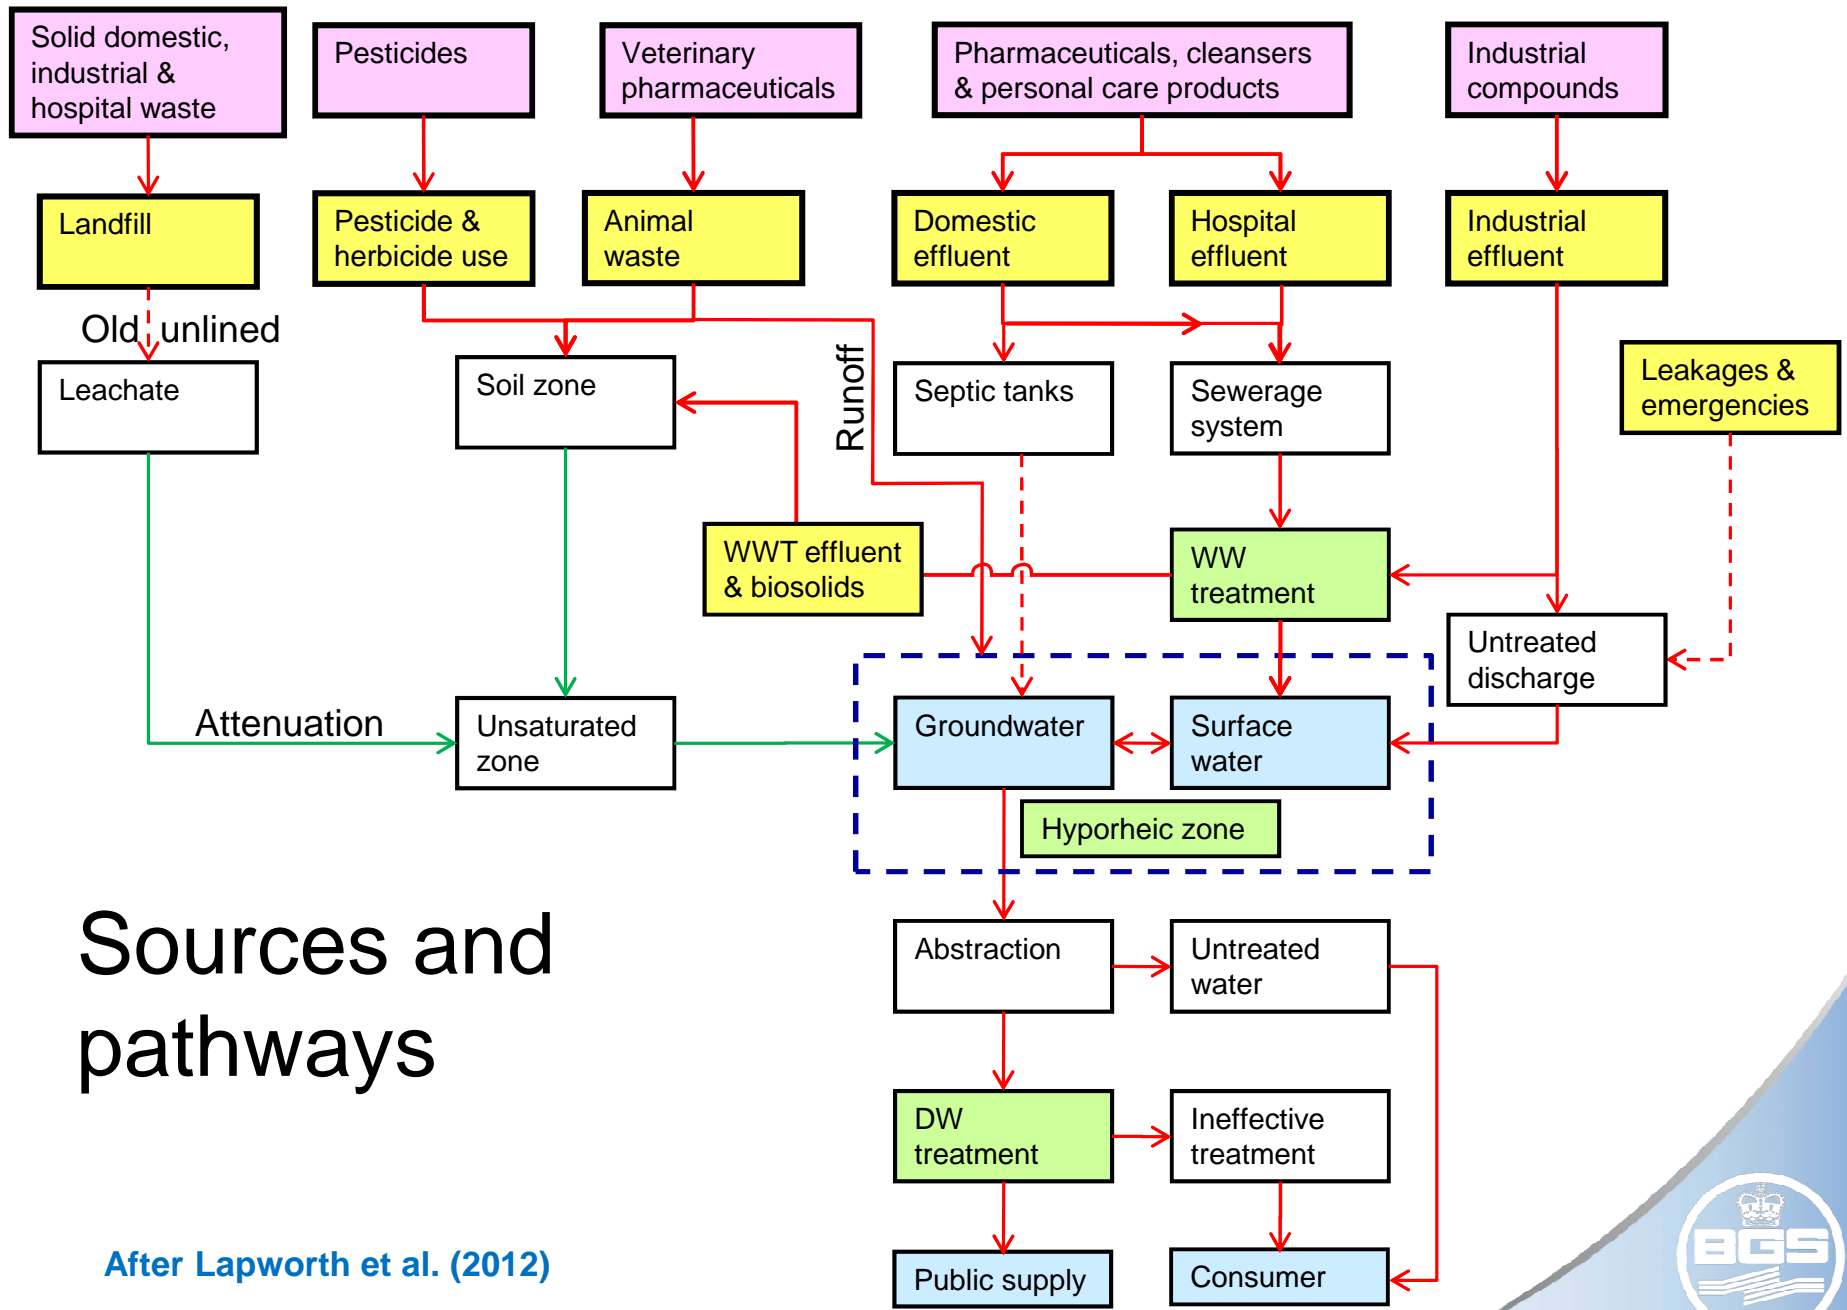 Solid domestic,
industrial &
hospital waste
Pesticides
Veterinary
pharmaceuticals
Pharmaceuticals, cleansers
& personal care products
Industrial
compounds
Landfill
Pesticide &
herbicide use
Animal
waste
Domestic
effluent
Hospital
effluent
Industrial
effluent
Old unlined
Leachate
Soil zone
Runoff
Septic tanks
Sewerage
system
Leakages &
emergencies
WWT effluent
& biosolids
WW
treatment
Untreated
discharge
Attenuation
Unsaturated
zone
Groundwater
Surface
water
Hyporheic zone
Sources and
pathways
Abstraction
Untreated
water
DW
treatment
Ineffective
treatment
After Lapworth et al. (2012)
Public supply
Consumer
BGS